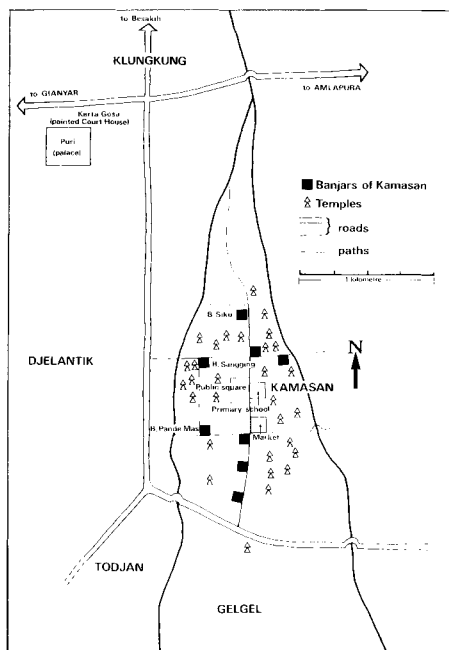 to Besakih
KLUNGKUNG
to GIANYAR
to AMLAPURA
Kerta Gosa
(painted Court House)
Puri
(palace)
Banjars of Kamasan
Temples
roads
paths
1 kilometre
N
B. Siku
DJELANTIK
B. Sangging
Public square
KAMASAN
Primary school
B. Pande Mas
Market
TODJAN
GELGEL